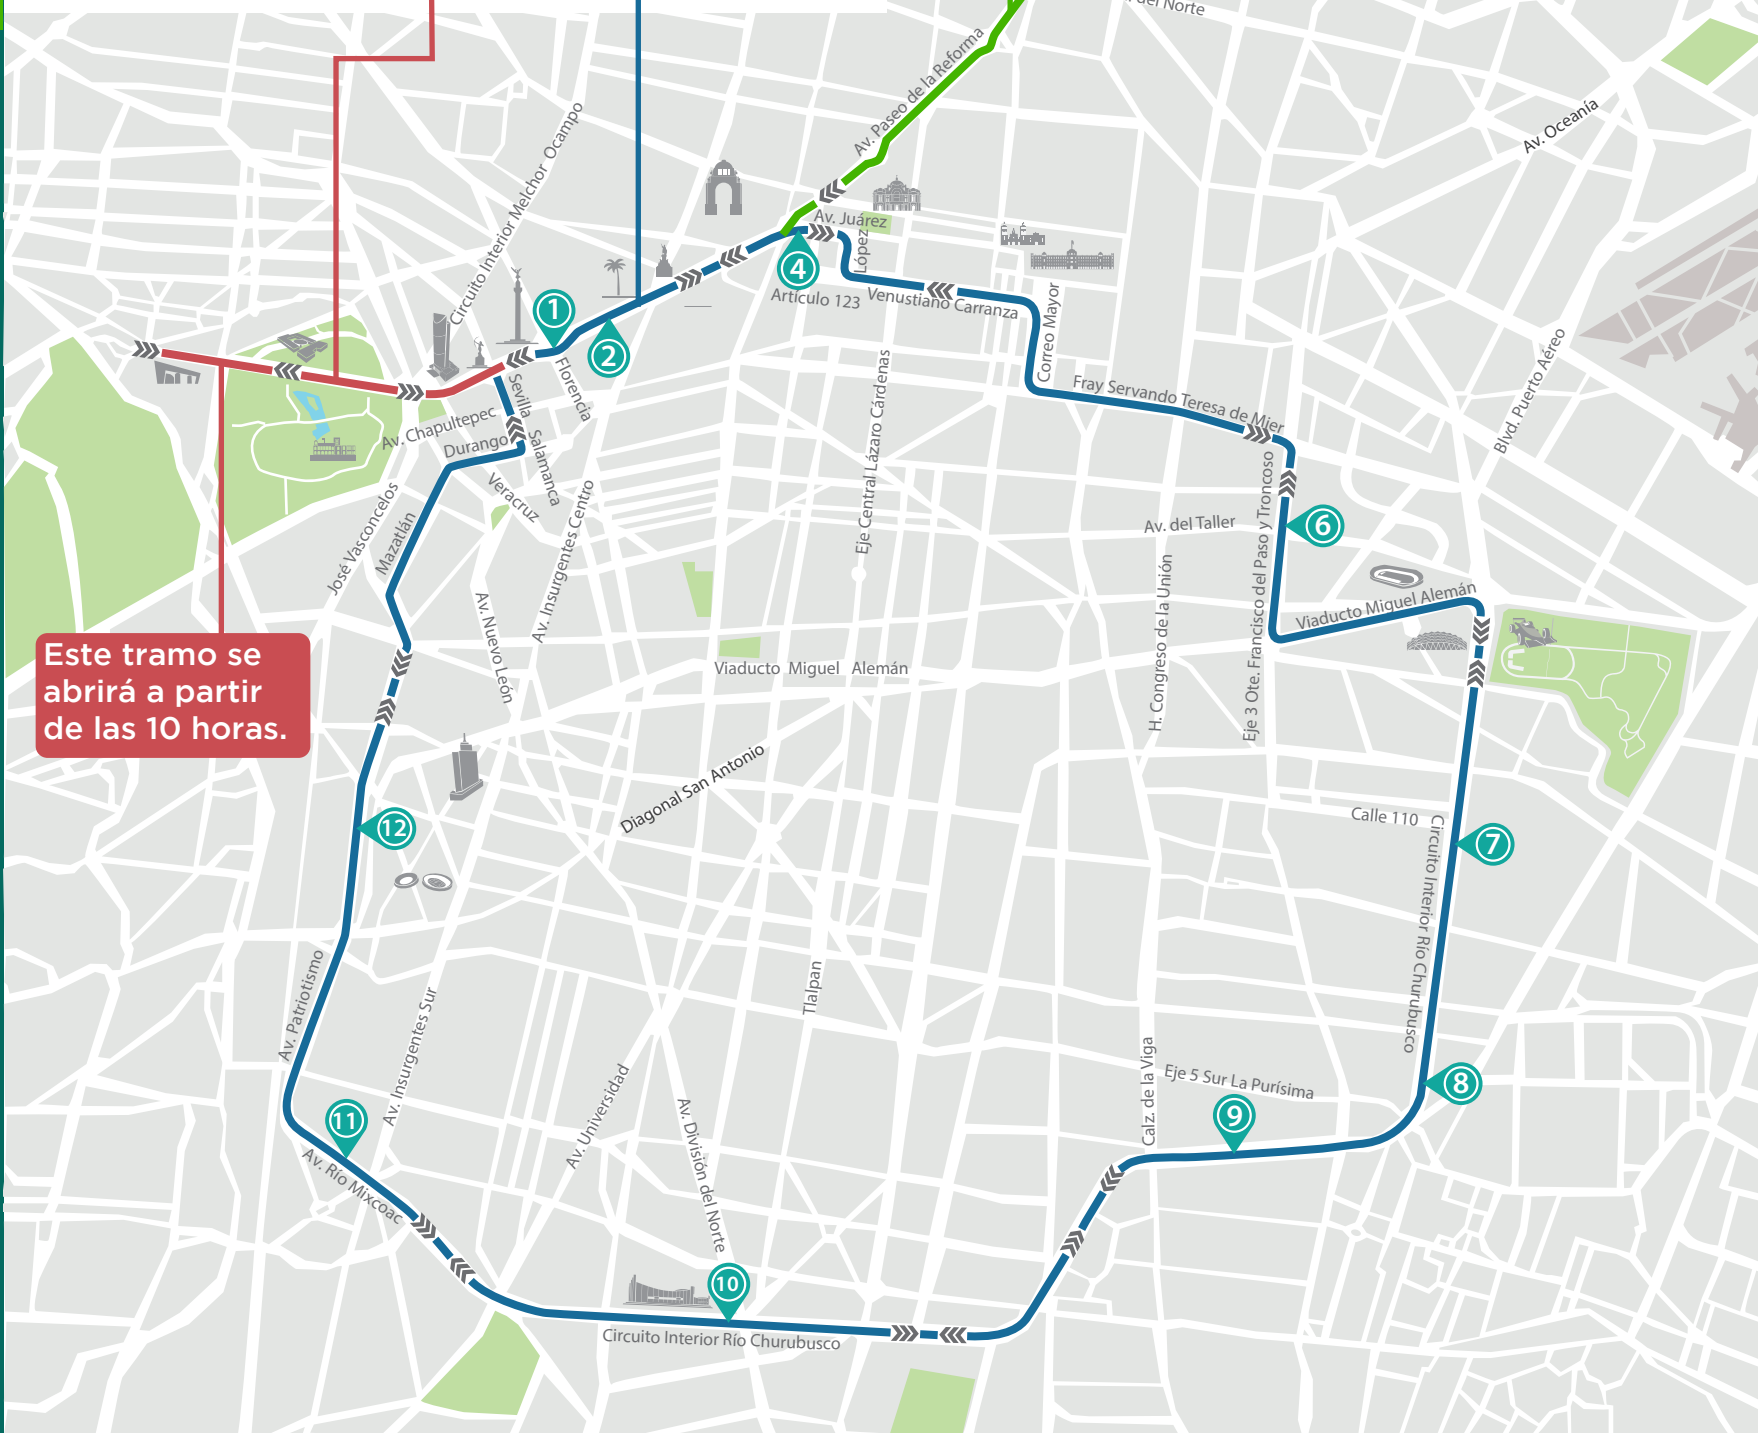 del Norte
Av. Paseo de la Reforma
Av. Oceanía
Circuito Interior Melchor Ocampo
Av. Juárez
López
4
Artículo 123
Venustiano Carranza
Correo Mayor
1
2
Florencia
Sevilla
Salamanca
Av. Chapultepec
Durango
Veracruz
Fray Servando Teresa de Mier
Blvd. Puerto Aéreo
Eje Central Lázaro Cárdenas
José Vasconcelos
Mazatlán
Av. Insurgentes Centro
Av. Nuevo León
Av. del Taller
6
H. Congreso de la Unión
Eje 3 Ote. Francisco del Paso y Troncoso
Viaducto Miguel Alemán
Este tramo se
abrirá a partir
de las 10 horas.
Viaducto Miguel Alemán
Diagonal San Antonio
12
Calle 110
7
Circuito Interior Río Churubusco
Tlalpan
Av. Patriotismo
Av. Insurgentes Sur
Av. Universidad
Av. División del Norte
Calz. de la Viga
Eje 5 Sur La Purísima
8
9
11
Av. Río Mixcoac
10
Circuito Interior Río Churubusco